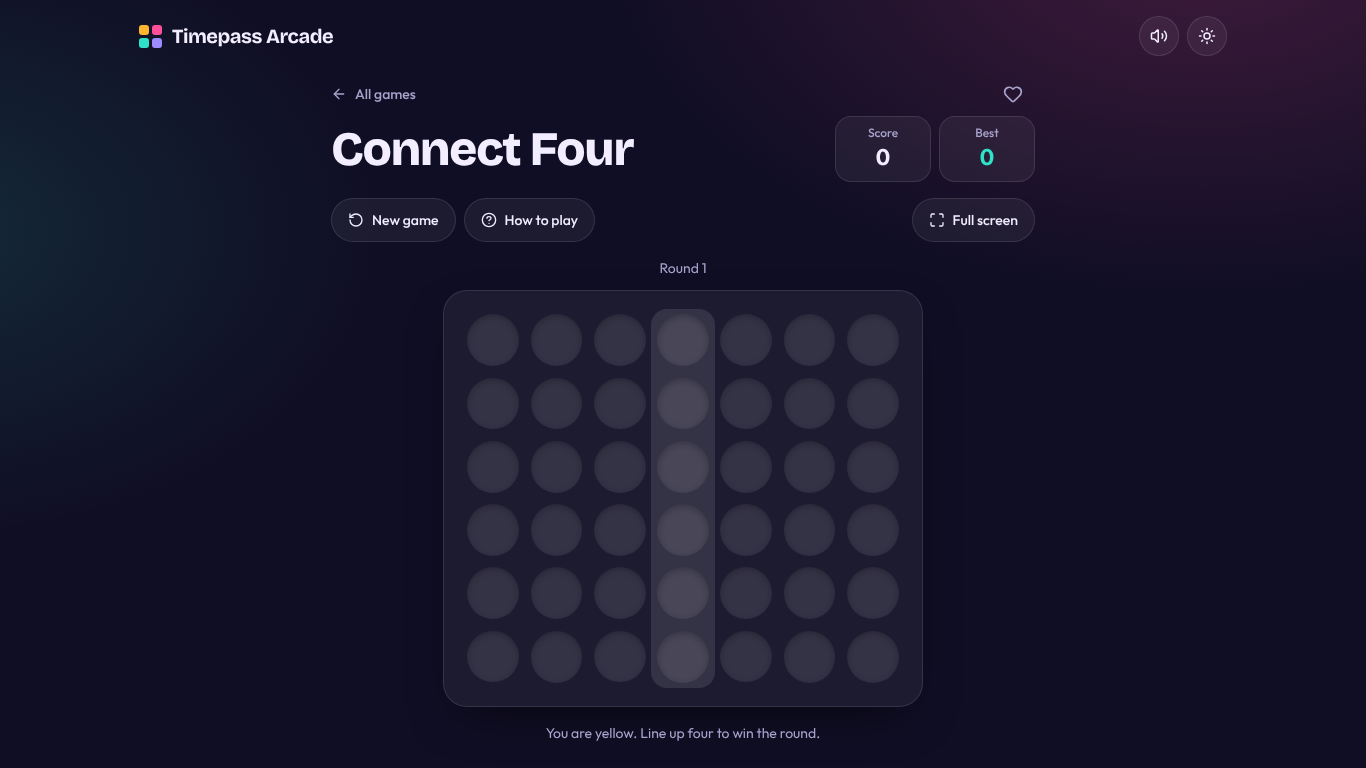 Timepass Arcade
All games
Connect Four
Score
0
Best
0
New game
How to play
Full screen
Round 1
You are yellow. Line up four to win the round.